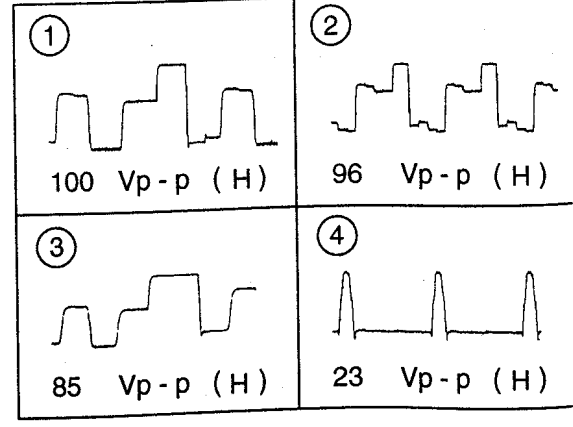 ①
②
100 Vp-p (H)
96 Vp-p (H)
③
④
85 Vp-p (H)
23 Vp-p (H)